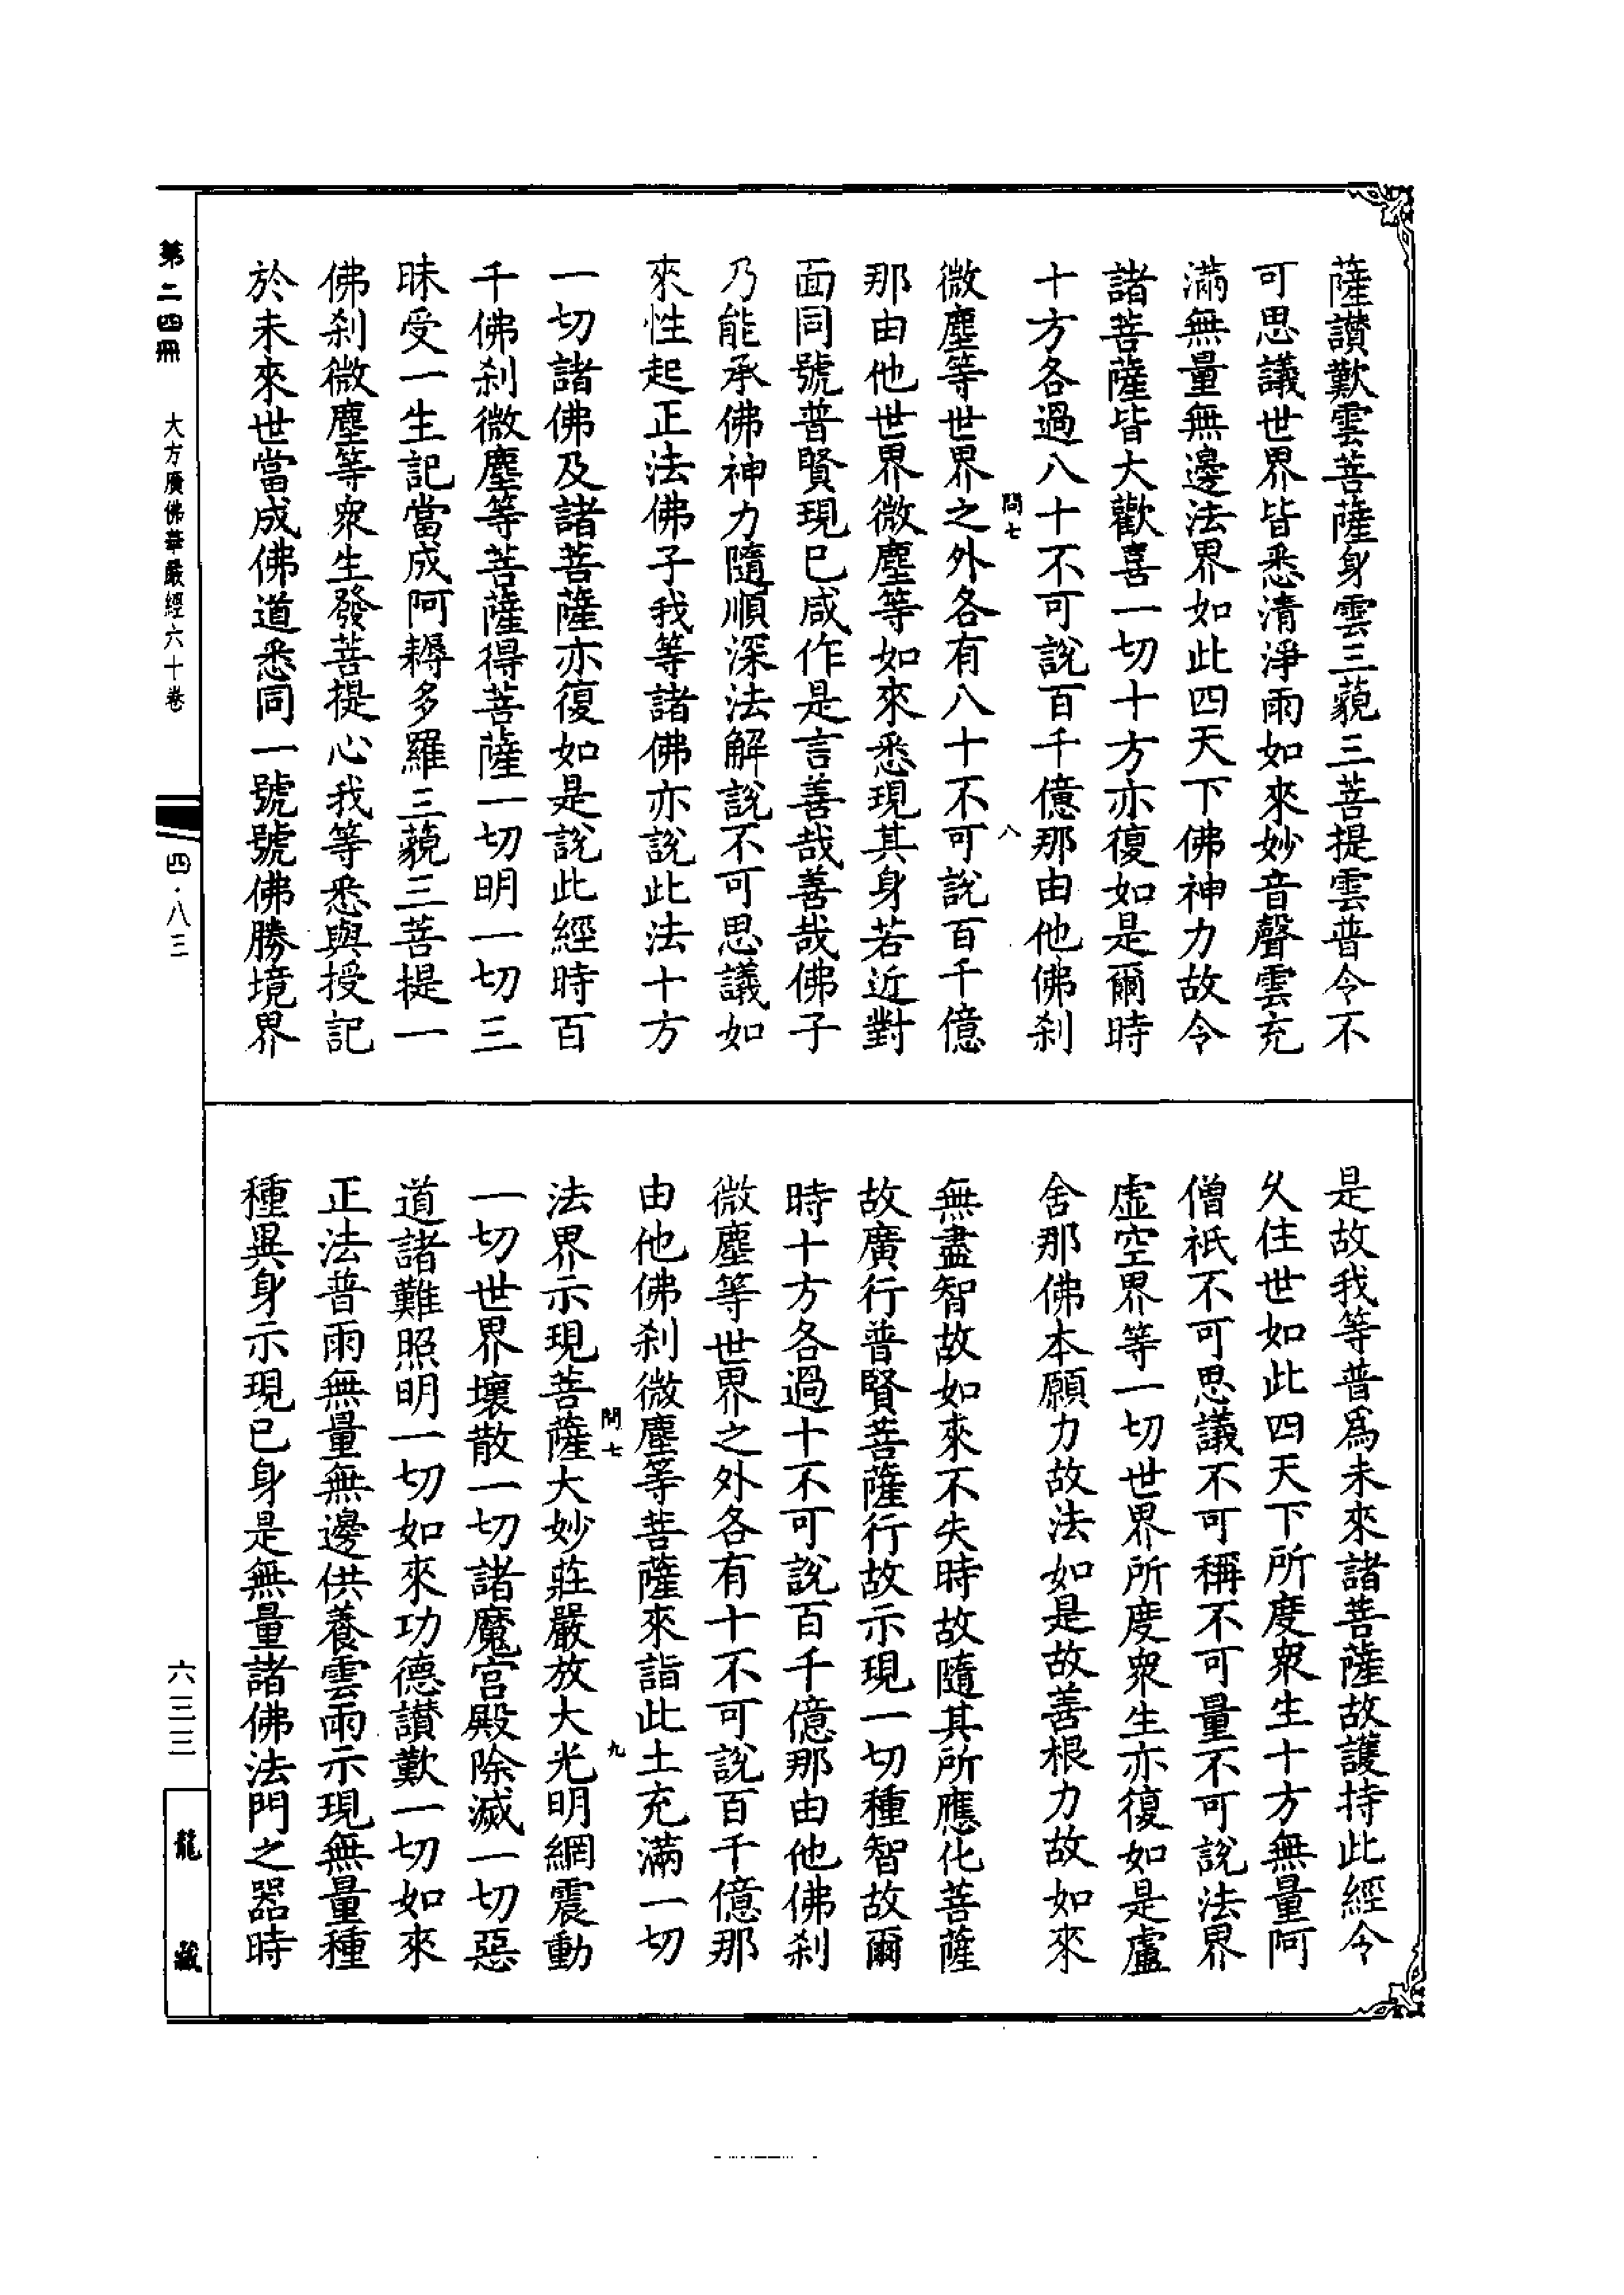 薩讃歎雲菩薩身雲三藐三菩提雲普令不
可思議世界皆悉清淨雨如來妙音聲雲充
滿無量無邊法界如此四天下佛神力故令
諸菩薩皆大歡喜一切十方亦復如是爾時
十方各過八十不可說百千億那由他佛刹
問七
八
微塵等世界之外各有八十不可說百千億
那由他世界微塵等如來悉現其身若近對
面同號普賢現已咸作是言善哉善哉佛子
乃能承佛神力隨順深法解說不可思議如
來性起正法佛子我等諸佛亦說此法十方
一切諸佛及諸菩薩亦復如是說此經時百
千佛刹微塵等菩薩得菩薩一切明一切三
昧受一生記當成阿耨多羅三藐三菩提一
佛刹微塵等衆生發菩提心我等悉與授記
於未來世當成佛道悉同一號號佛勝境界
是故我等普爲未來諸菩薩故護持此經令
久住世如此四天下所度衆生十方無量阿
僧祇不可思議不可稱不可量不可說法界
虛空界等一切世界所度衆生亦復如是盧
舍那佛本願力故法如是故善根力故如來
無盡智故如來不失時故隨其所應化菩薩
故廣行普賢菩薩行故示現一切種智故爾
時十方各過十不可說百千億那由他佛刹
微塵等世界之外各有十不可說百千億那
由他佛刹微塵等菩薩來詣此土充滿一切
問七
九
法界示現菩薩大妙莊嚴放大光明網震動
一切世界壞散一切諸魔宮殿除滅一切惡
道諸難照明一切如來功德讃歎一切如來
正法普雨無量無邊供養雲雨示現無量種
種異身示現已身是無量諸佛法門之器時
第二四冊
大方廣佛華嚴經六十卷
四·八三
六三三
龍藏